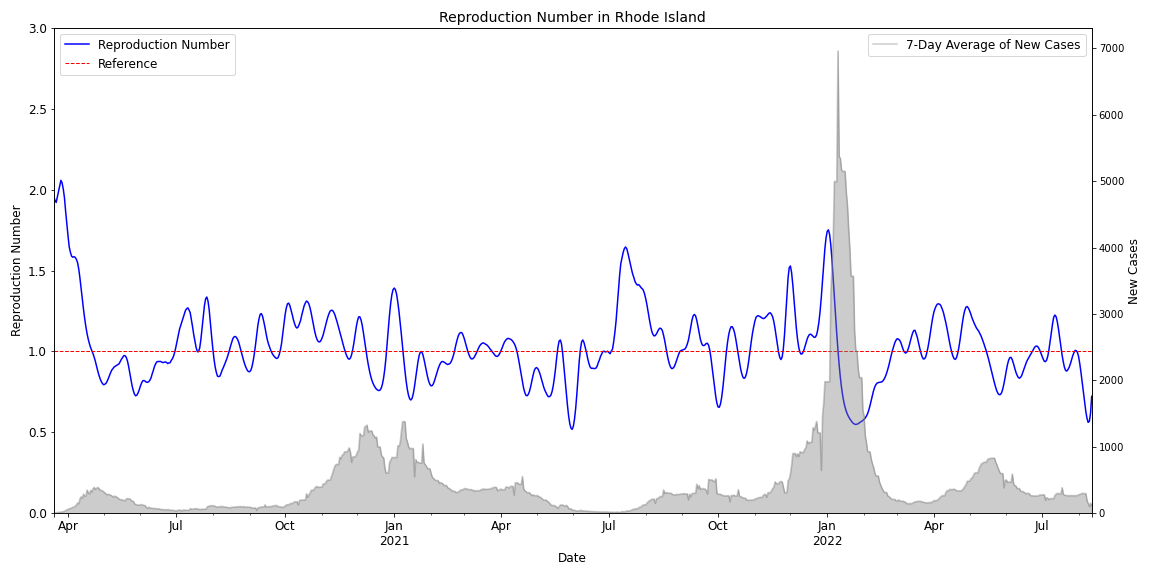 Reproduction Number in Rhode Island
Reproduction Number
Reference
7-Day Average of New Cases
3.0
2.5
2.0
1.5
1.0
0.5
0.0
Reproduction Number
7000
6000
5000
4000
3000
2000
1000
0
New Cases
Apr Jul Oct Jan Apr Jul Oct Jan Apr Jul
2021 2022
Date